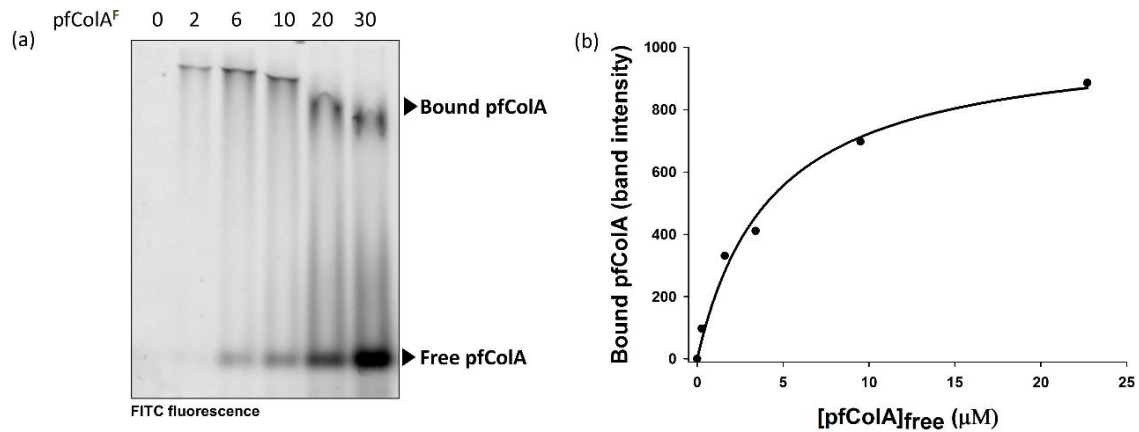 pfColAF 0 2 6 10 20 30
(a)
Bound pfColA
Free pfColA
FITC fluorescence
(b)
Bound pfColA (band intensity)
1000
800
600
400
200
0
0 5 10 15 20 25
[pfColA]free (μM)